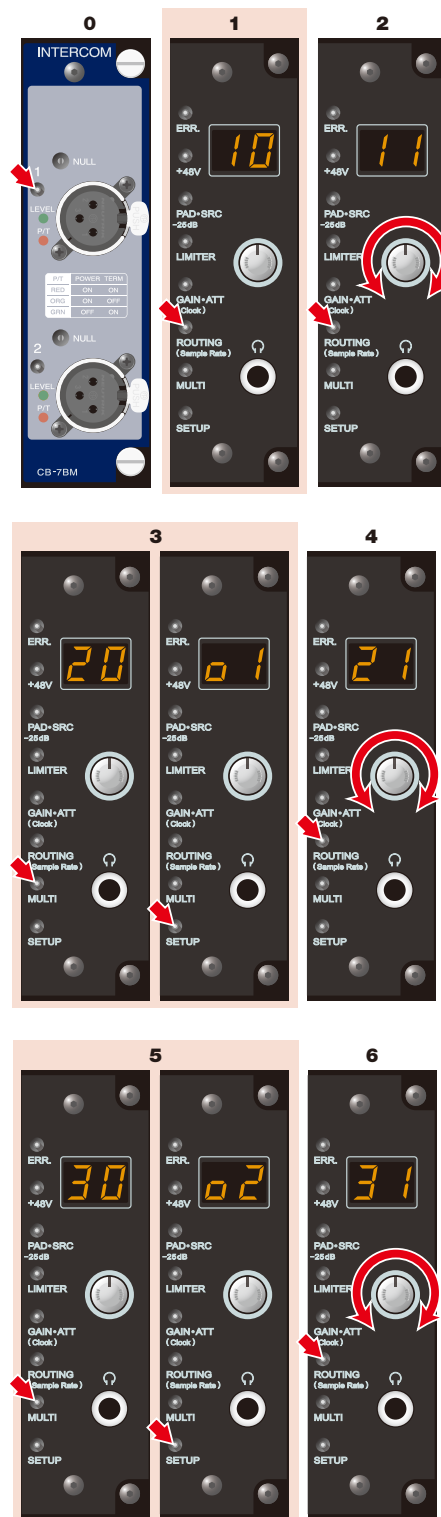 0 1 2
INTERCOM
NULL
1
LEVEL
P/T
P/T POWER TERM
RED ON ON
ORG ON OFF
GRN OFF ON
NULL
2
LEVEL
P/T
CB-7BM
10
ERR.
+48V
PAD•SRC
-25dB
LIMITER
GAIN•ATT
(Clock)
ROUTING
(Sample Rate)
MULTI
SETUP
11
ERR.
+48V
PAD•SRC
-25dB
LIMITER
GAIN•ATT
(Clock)
ROUTING
(Sample Rate)
MULTI
SETUP
3 4
20
ERR.
+48V
PAD•SRC
-25dB
LIMITER
GAIN•ATT
(Clock)
ROUTING
(Sample Rate)
MULTI
SETUP
o1
ERR.
+48V
PAD•SRC
-25dB
LIMITER
GAIN•ATT
(Clock)
ROUTING
(Sample Rate)
MULTI
SETUP
21
ERR.
+48V
PAD•SRC
-25dB
LIMITER
GAIN•ATT
(Clock)
ROUTING
(Sample Rate)
MULTI
SETUP
5 6
30
ERR.
+48V
PAD•SRC
-25dB
LIMITER
GAIN•ATT
(Clock)
ROUTING
(Sample Rate)
MULTI
SETUP
o2
ERR.
+48V
PAD•SRC
-25dB
LIMITER
GAIN•ATT
(Clock)
ROUTING
(Sample Rate)
MULTI
SETUP
31
ERR.
+48V
PAD•SRC
-25dB
LIMITER
GAIN•ATT
(Clock)
ROUTING
(Sample Rate)
MULTI
SETUP